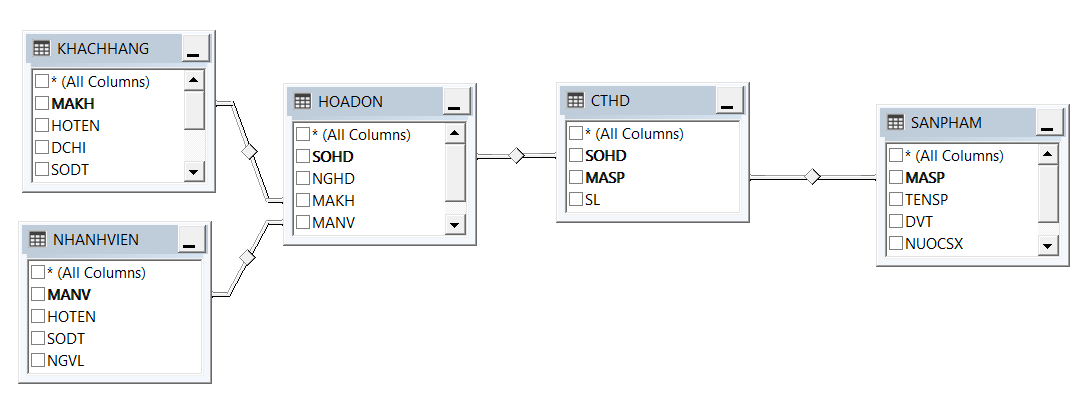 KHACHHANG
* (All Columns)
MAKH
HOTEN
DCHI
SODT
NHANHVIEN
* (All Columns)
MANV
HOTEN
SODT
NGVL
HOADON
* (All Columns)
SOHD
NGHD
MAKH
MANV
CTHD
* (All Columns)
SOHD
MASP
SL
SANPHAM
* (All Columns)
MASP
TENSP
DVT
NUOCSX